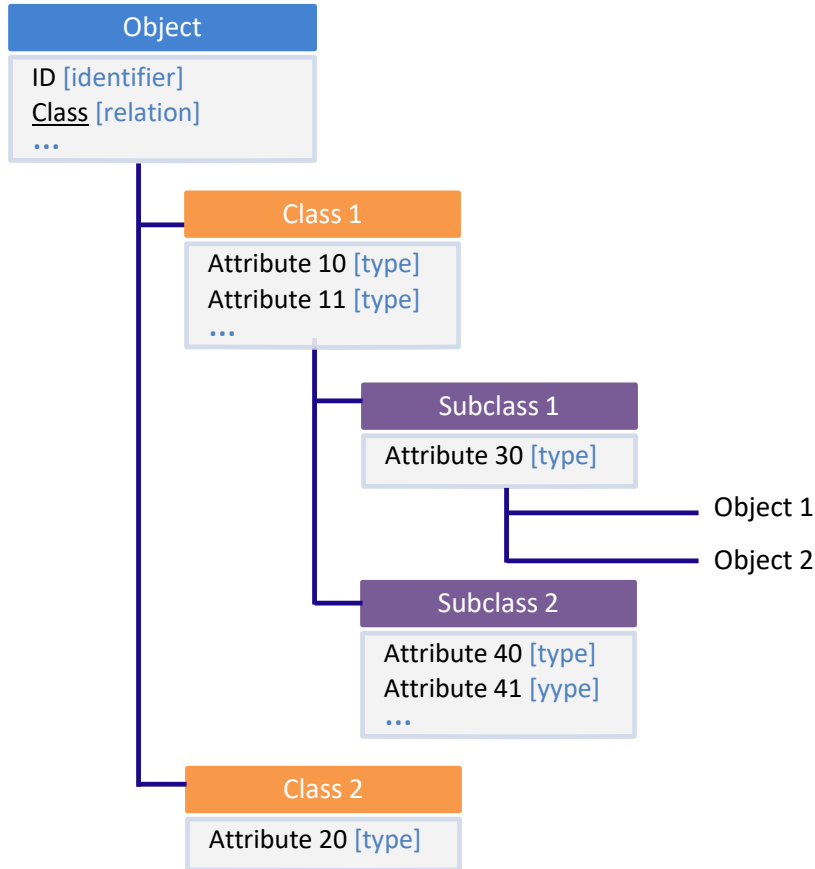 Object
ID [identifier]
Class [relation]
...
Class 1
Attribute 10 [type]
Attribute 11 [type]
...
Subclass 1
Attribute 30 [type]
Object 1
Object 2
Subclass 2
Attribute 40 [type]
Attribute 41 [yype]
...
Class 2
Attribute 20 [type]